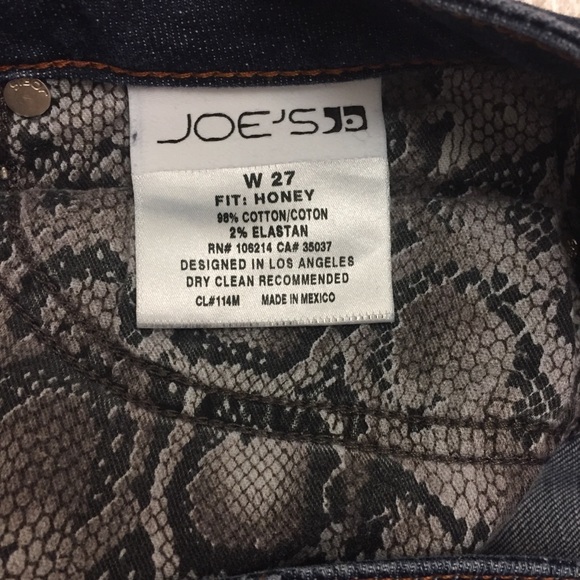 JOE'S
W 27
FIT: HONEY
98% COTTON/COTON
2% ELASTAN
RN# 106214 CA# 35037
DESIGNED IN LOS ANGELES
DRY CLEAN RECOMMENDED
CL#114M MADE IN MEXICO